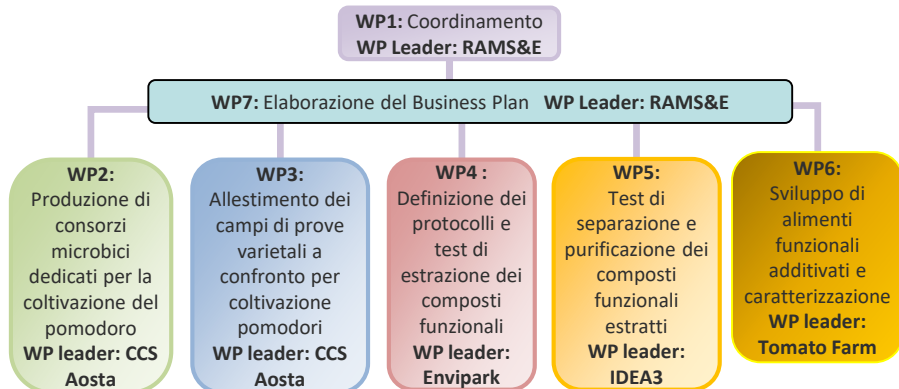 WP1: Coordinamento
WP Leader: RAMS&E
WP7: Elaborazione del Business Plan WP Leader: RAMS&E
WP2:
Produzione di
consorzi
microbici
dedicati per la
coltivazione del
pomodoro
WP leader: CCS
Aosta
WP3:
Allestimento dei
campi di prove
varietali a
confronto per
coltivazione
pomodori
WP leader: CCS
Aosta
WP4 :
Definizione dei
protocolli e
test di
estrazione dei
composti
funzionali
WP leader:
Envipark
WP5:
Test di
separazione e
purificazione dei
composti
funzionali
estratti
WP leader:
IDEA3
WP6:
Sviluppo di
alimenti
funzionali
additivati e
caratterizzazione
WP leader:
Tomato Farm